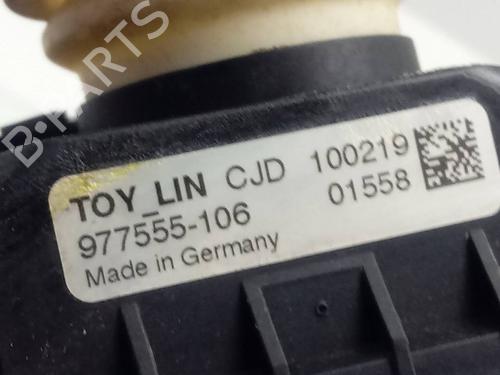 B-PARTS
TOY_LIN CJD 100219
977555-106 01558
Made in Germany